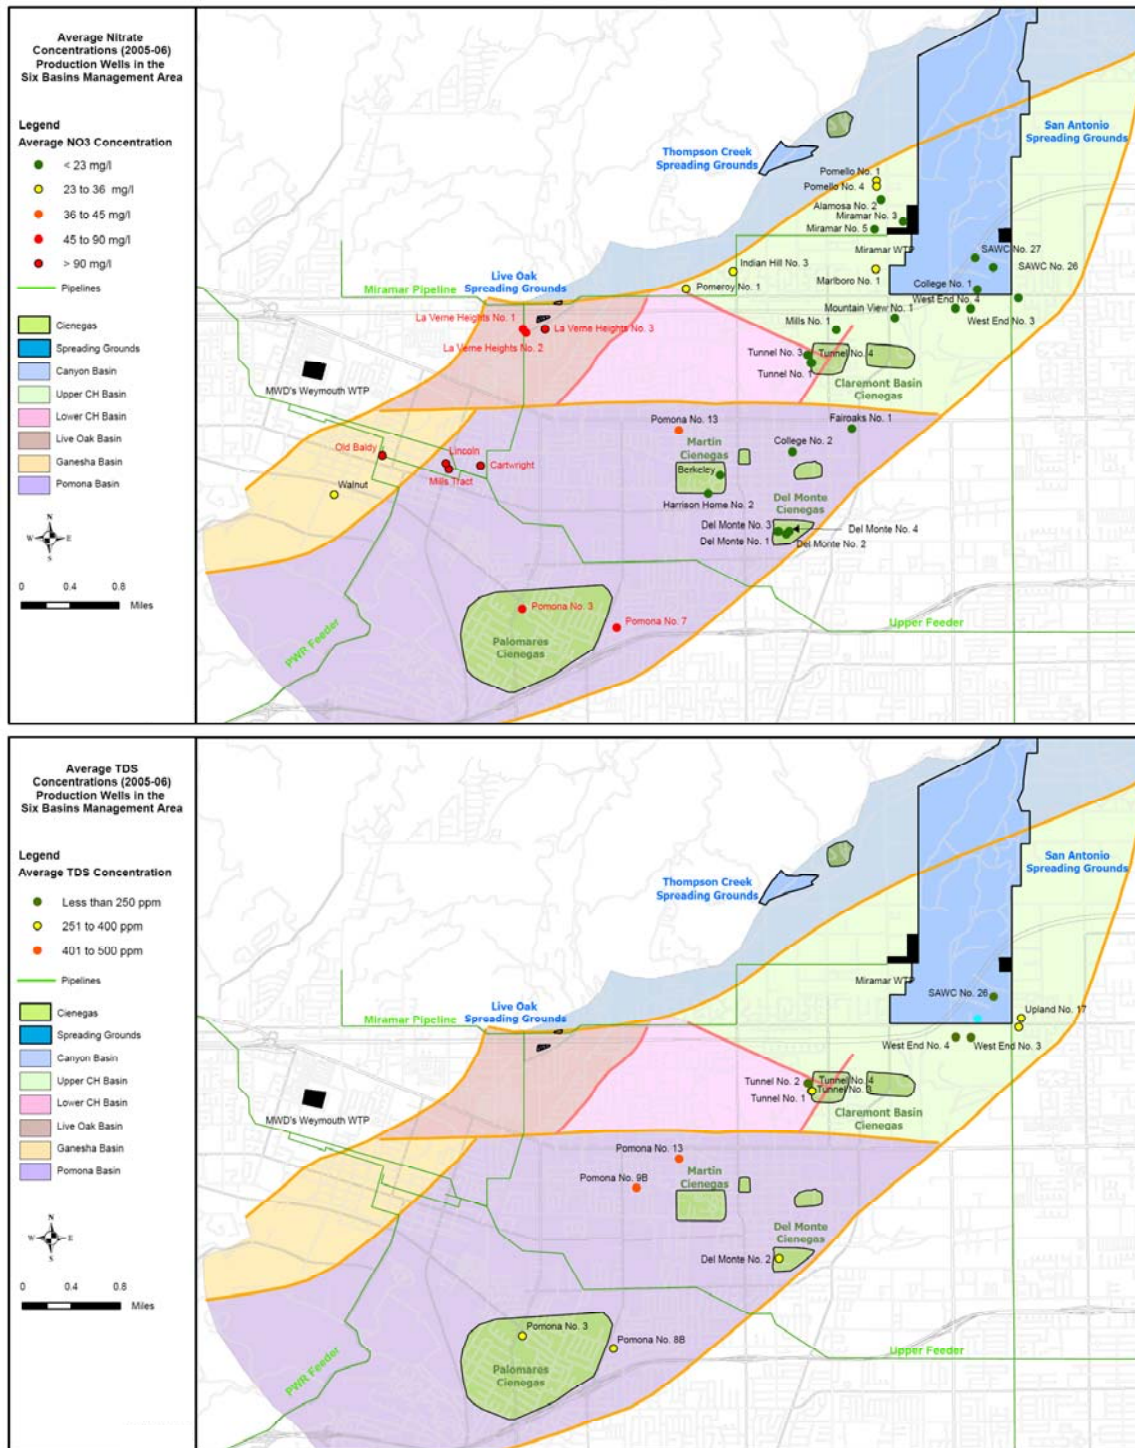 Average Nitrate
Concentrations (2005-06)
Production Wells in the
Six Basins Management Area
Legend
Average NO3 Concentration
< 23 mg/l
23 to 36 mg/l
36 to 45 mg/l
45 to 90 mg/l
> 90 mg/l
Pipelines
Cienegas
Spreading Grounds
Canyon Basin
Upper CH Basin
Lower CH Basin
Live Oak Basin
Ganesha Basin
Pomona Basin
N
W E
S
0 0.4 0.8
Miles
San Antonio
Spreading Grounds
Thompson Creek
Spreading Grounds
Pomello No. 1
Pomello No. 4
Alamosa No. 2
Miramar No. 3
Miramar No. 5
Miramar WTP
SAWC No. 27
SAWC No. 26
Indian Hill No. 3
Marlboro No. 1
College No. 1
Live Oak
Spreading Grounds
Miramar Pipeline
Pomeroy No. 1
West End No. 4
Mountain View No. 1
West End No. 3
La Verne Heights No. 1
La Verne Heights No. 3
La Verne Heights No. 2
Mills No. 1
Tunnel No. 3
Tunnel No. 4
Tunnel No. 1
MWD's Weymouth WTP
Claremont Basin
Cienegas
Pomona No. 13
Fairoaks No. 1
Martin
Cienegas
College No. 2
Old Baldy
Lincoln
Cartwright
Mills Tract
Berkeley
Walnut
Harrison Home No. 2
Del Monte
Cienegas
Del Monte No. 3
Del Monte No. 4
Del Monte No. 1
Del Monte No. 2
Pomona No. 3
Pomona No. 7
Palomares
Cienegas
PWR Feeder
Upper Feeder
Average TDS
Concentrations (2005-06)
Production Wells in the
Six Basins Management Area
Legend
Average TDS Concentration
Less than 250 ppm
251 to 400 ppm
401 to 500 ppm
Pipelines
Cienegas
Spreading Grounds
Canyon Basin
Upper CH Basin
Lower CH Basin
Live Oak Basin
Ganesha Basin
Pomona Basin
N
W E
S
0 0.4 0.8
Miles
San Antonio
Spreading Grounds
Thompson Creek
Spreading Grounds
Miramar WTP
SAWC No. 26
Live Oak
Spreading Grounds
Miramar Pipeline
Upland No. 17
West End No. 4
West End No. 3
Tunnel No. 2
Tunnel No. 4
Tunnel No. 3
Tunnel No. 1
MWD's Weymouth WTP
Claremont Basin
Cienegas
Pomona No. 13
Martin
Cienegas
Pomona No. 9B
Del Monte
Cienegas
Del Monte No. 2
Pomona No. 3
Pomona No. 8B
Palomares
Cienegas
PWR Feeder
Upper Feeder